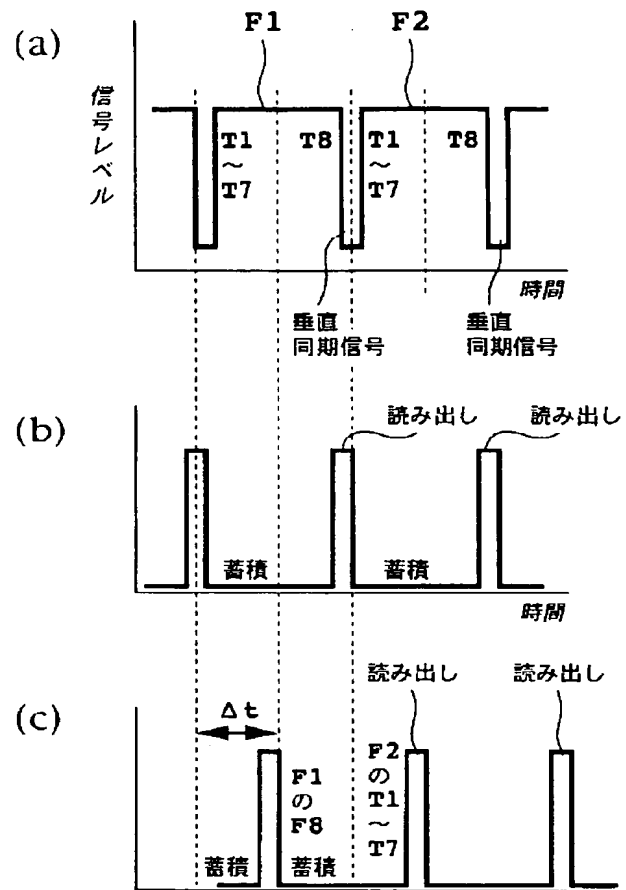 F1
F2
(a)
信号レベル
T1
～
T7
T8
T1
～
T7
T8
時間
垂直
同期信号
垂直
同期信号
(b)
読み出し
読み出し
蓄積
蓄積
時間
(c)
読み出し
読み出し
Δt
F1
の
F8
F2
の
T1
～
T7
蓄積
蓄積